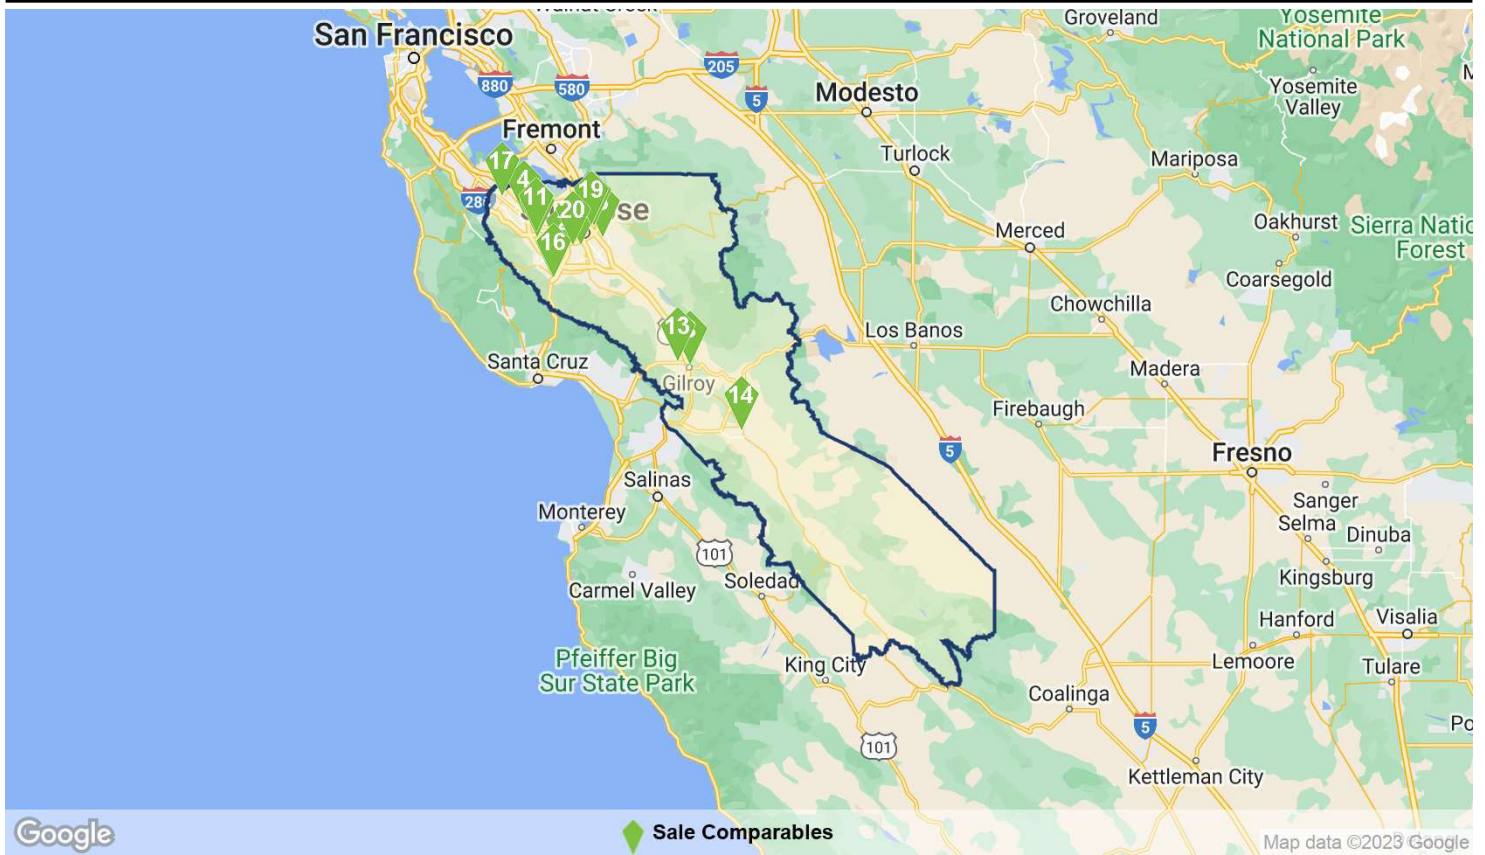 Groveland
Yosemite
National Park
San Francisco
880
580
205
5
Modesto
Yosemite
Valley
Fremont
Turlock
Mariposa
17
4
11
19
20
16
280
se
Merced
Oakhurst
Sierra Natio
Forest
Coarsegold
Chowchilla
13
Los Banos
Santa Cruz
Gilroy
14
Madera
Firebaugh
5
Fresno
Salinas
Sanger
Monterey
Selma
Dinuba
101
Soledad
Carmel Valley
Kingsburg
Hanford
Visalia
Pfeiffer Big
Sur State Park
King City
Lemoore
Tulare
Coalinga
5
101
Kettleman City
Google
Sale Comparables
Map data ©2023 Google